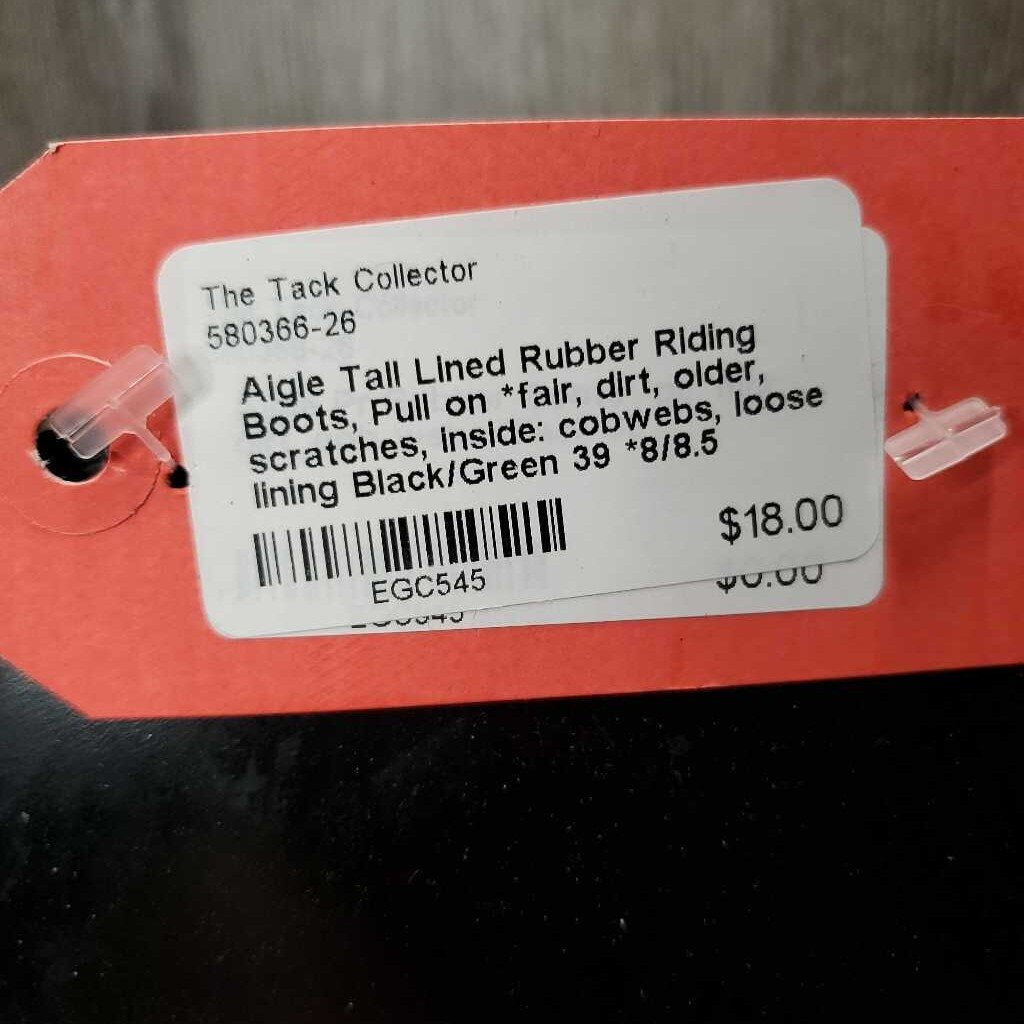 The Tack Collector
580366-26
Aigle Tall Lined Rubber Riding
Boots, Pull on *fair, dirt, older,
scratches, inside: cobwebs, loose
lining Black/Green 39 *8/8.5
$18.00
EGC545